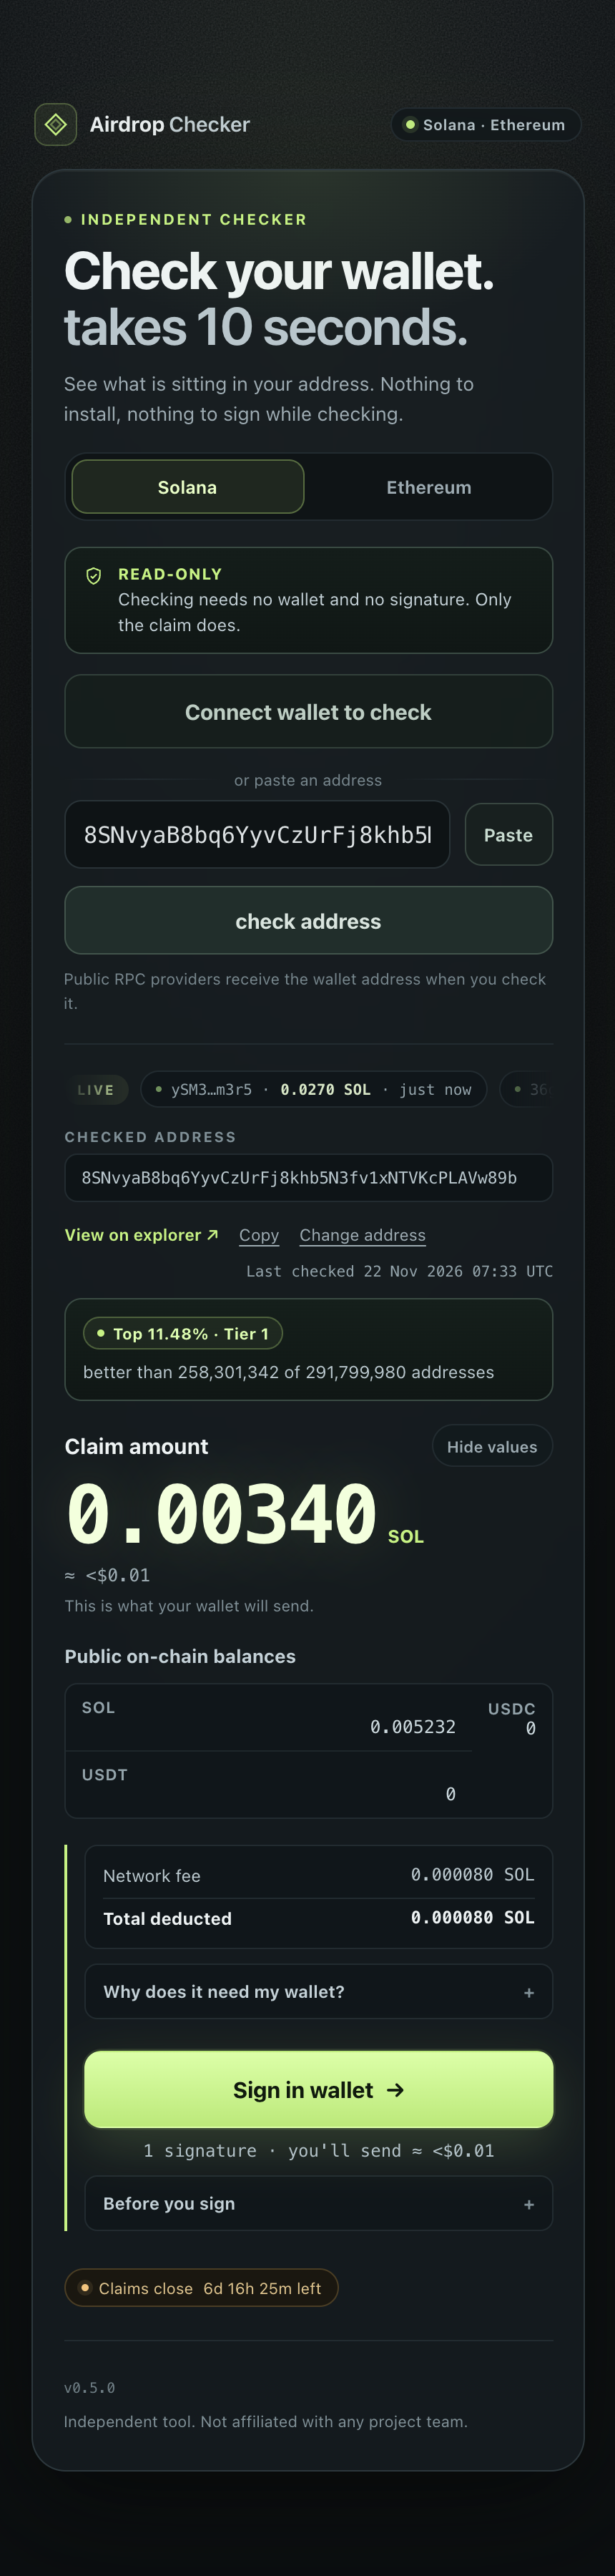 Airdrop Checker
Solana · Ethereum
INDEPENDENT CHECKER
Check your wallet.
takes 10 seconds.
See what is sitting in your address. Nothing to
install, nothing to sign while checking.
Solana
Ethereum
READ-ONLY
Checking needs no wallet and no signature. Only
the claim does.
Connect wallet to check
or paste an address
8SNvyaB8bq6YyvCzUrFj8khb5
Paste
check address
Public RPC providers receive the wallet address when you check
it.
LIVE
ySM3…m3r5 · 0.0270 SOL · just now
CHECKED ADDRESS
8SNvyaB8bq6YyvCzUrFj8khb5N3fv1xNTVKcPLAVw89b
View on explorer ↗ Copy Change address
Last checked 22 Nov 2026 07:33 UTC
Top 11.48% · Tier 1
better than 258,301,342 of 291,799,980 addresses
Claim amount
Hide values
0.00340 SOL
≈ <$0.01
This is what your wallet will send.
Public on-chain balances
SOL
0.005232
USDC
0
USDT
0
Network fee 0.000080 SOL
Total deducted 0.000080 SOL
Why does it need my wallet? +
Sign in wallet →
1 signature · you'll send ≈ <$0.01
Before you sign +
Claims close 6d 16h 25m left
v0.5.0
Independent tool. Not affiliated with any project team.